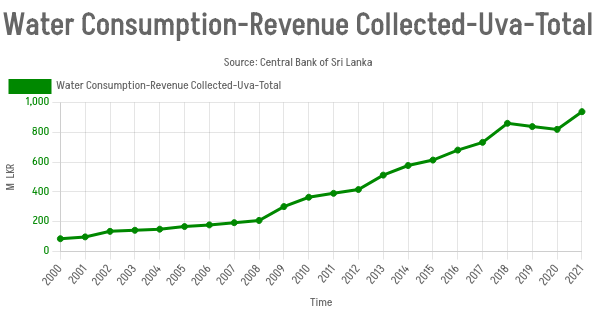 Water Consumption-Revenue Collected-Uva-Total
Source: Central Bank of Sri Lanka
Water Consumption-Revenue Collected-Uva-Total
1,000
800
600
400
200
0
M LKR
2000 2001 2002 2003 2004 2005 2006 2007 2008 2009 2010 2011 2012 2013 2014 2015 2016 2017 2018 2019 2020 2021
Time